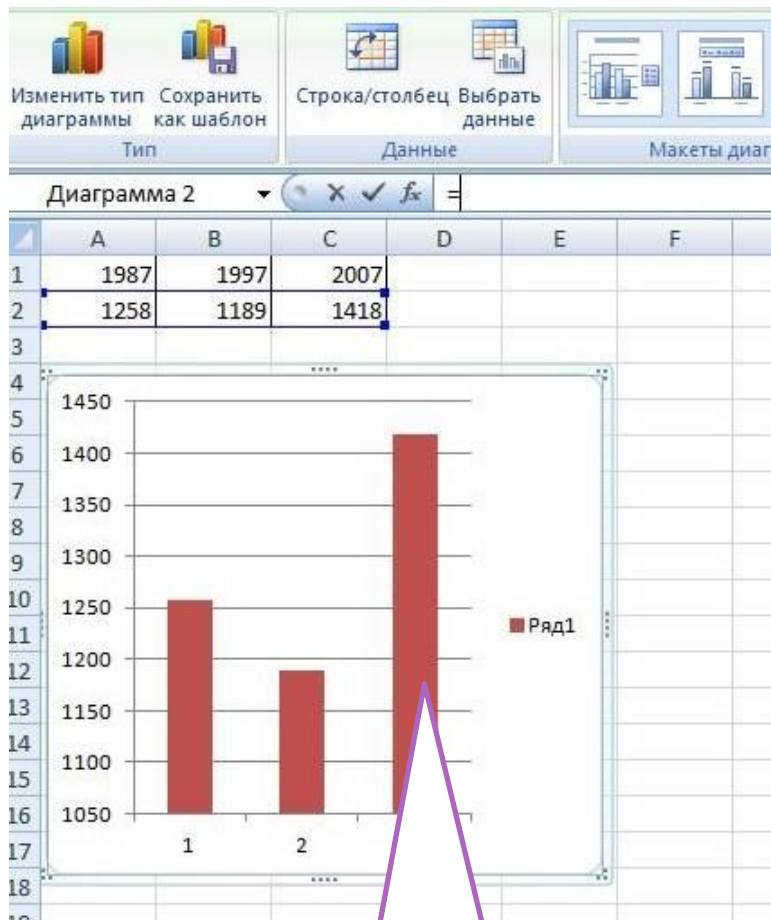 Изменить тип Сохранить Строка/столбец Выбрать
диаграммы как шаблон данные
Тип Данные Макеты диаг
Диаграмма 2 fx =
A B C D E F
1 1987 1997 2007
2 1258 1189 1418
3
4
5 1450
6 1400
7 1350
8
9 1300
10 1250
11 Ряд1
12 1200
13 1150
14
15 1100
16 1050
17 1 2
18